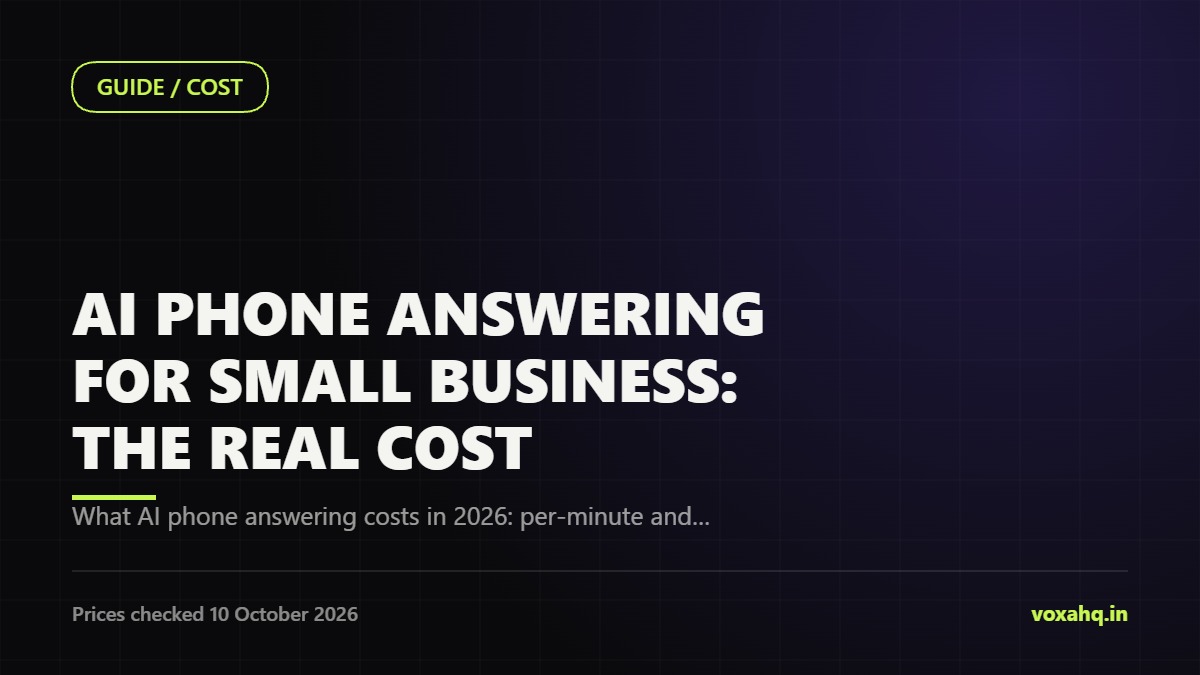 GUIDE / COST
AI PHONE ANSWERING
FOR SMALL BUSINESS:
THE REAL COST
What AI phone answering costs in 2026: per-minute and...
Prices checked 10 October 2026
voxahq.in